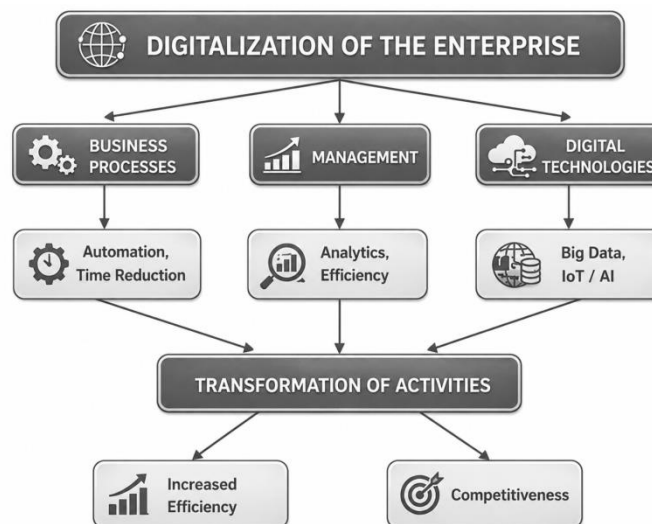 DIGITALIZATION OF THE ENTERPRISE
BUSINESS
PROCESSES
MANAGEMENT
DIGITAL
TECHNOLOGIES
Automation,
Time Reduction
Analytics,
Efficiency
Big Data,
IoT / AI
TRANSFORMATION OF ACTIVITIES
Increased
Efficiency
Competitiveness